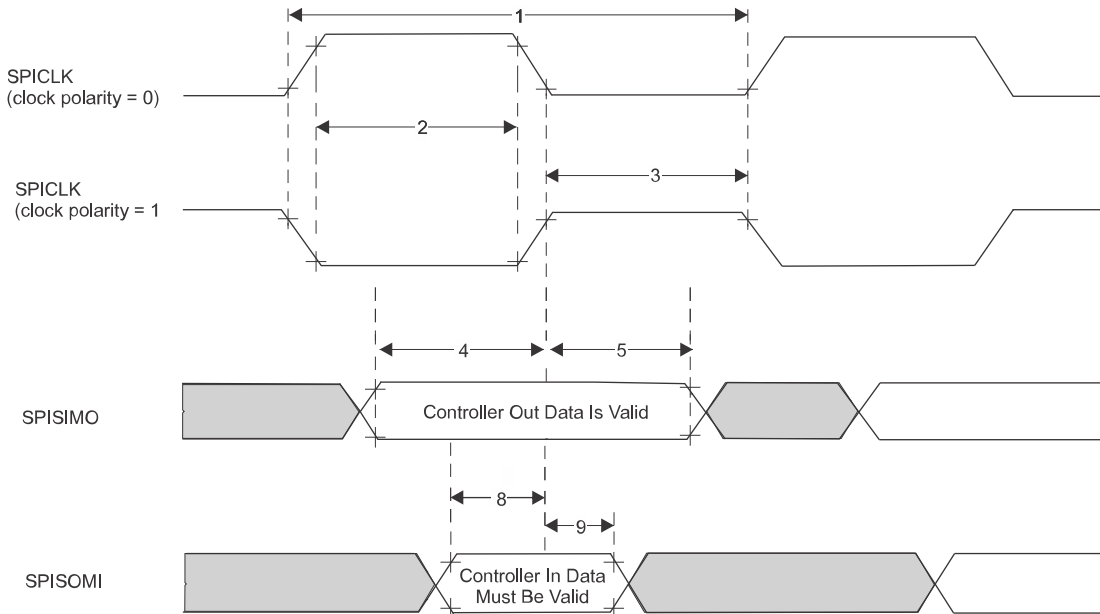 1
SPICLK
(clock polarity = 0)
2
3
SPICLK
(clock polarity = 1
4
5
SPISIMO
Controller Out Data Is Valid
8
9
SPISOMI
Controller In Data
Must Be Valid